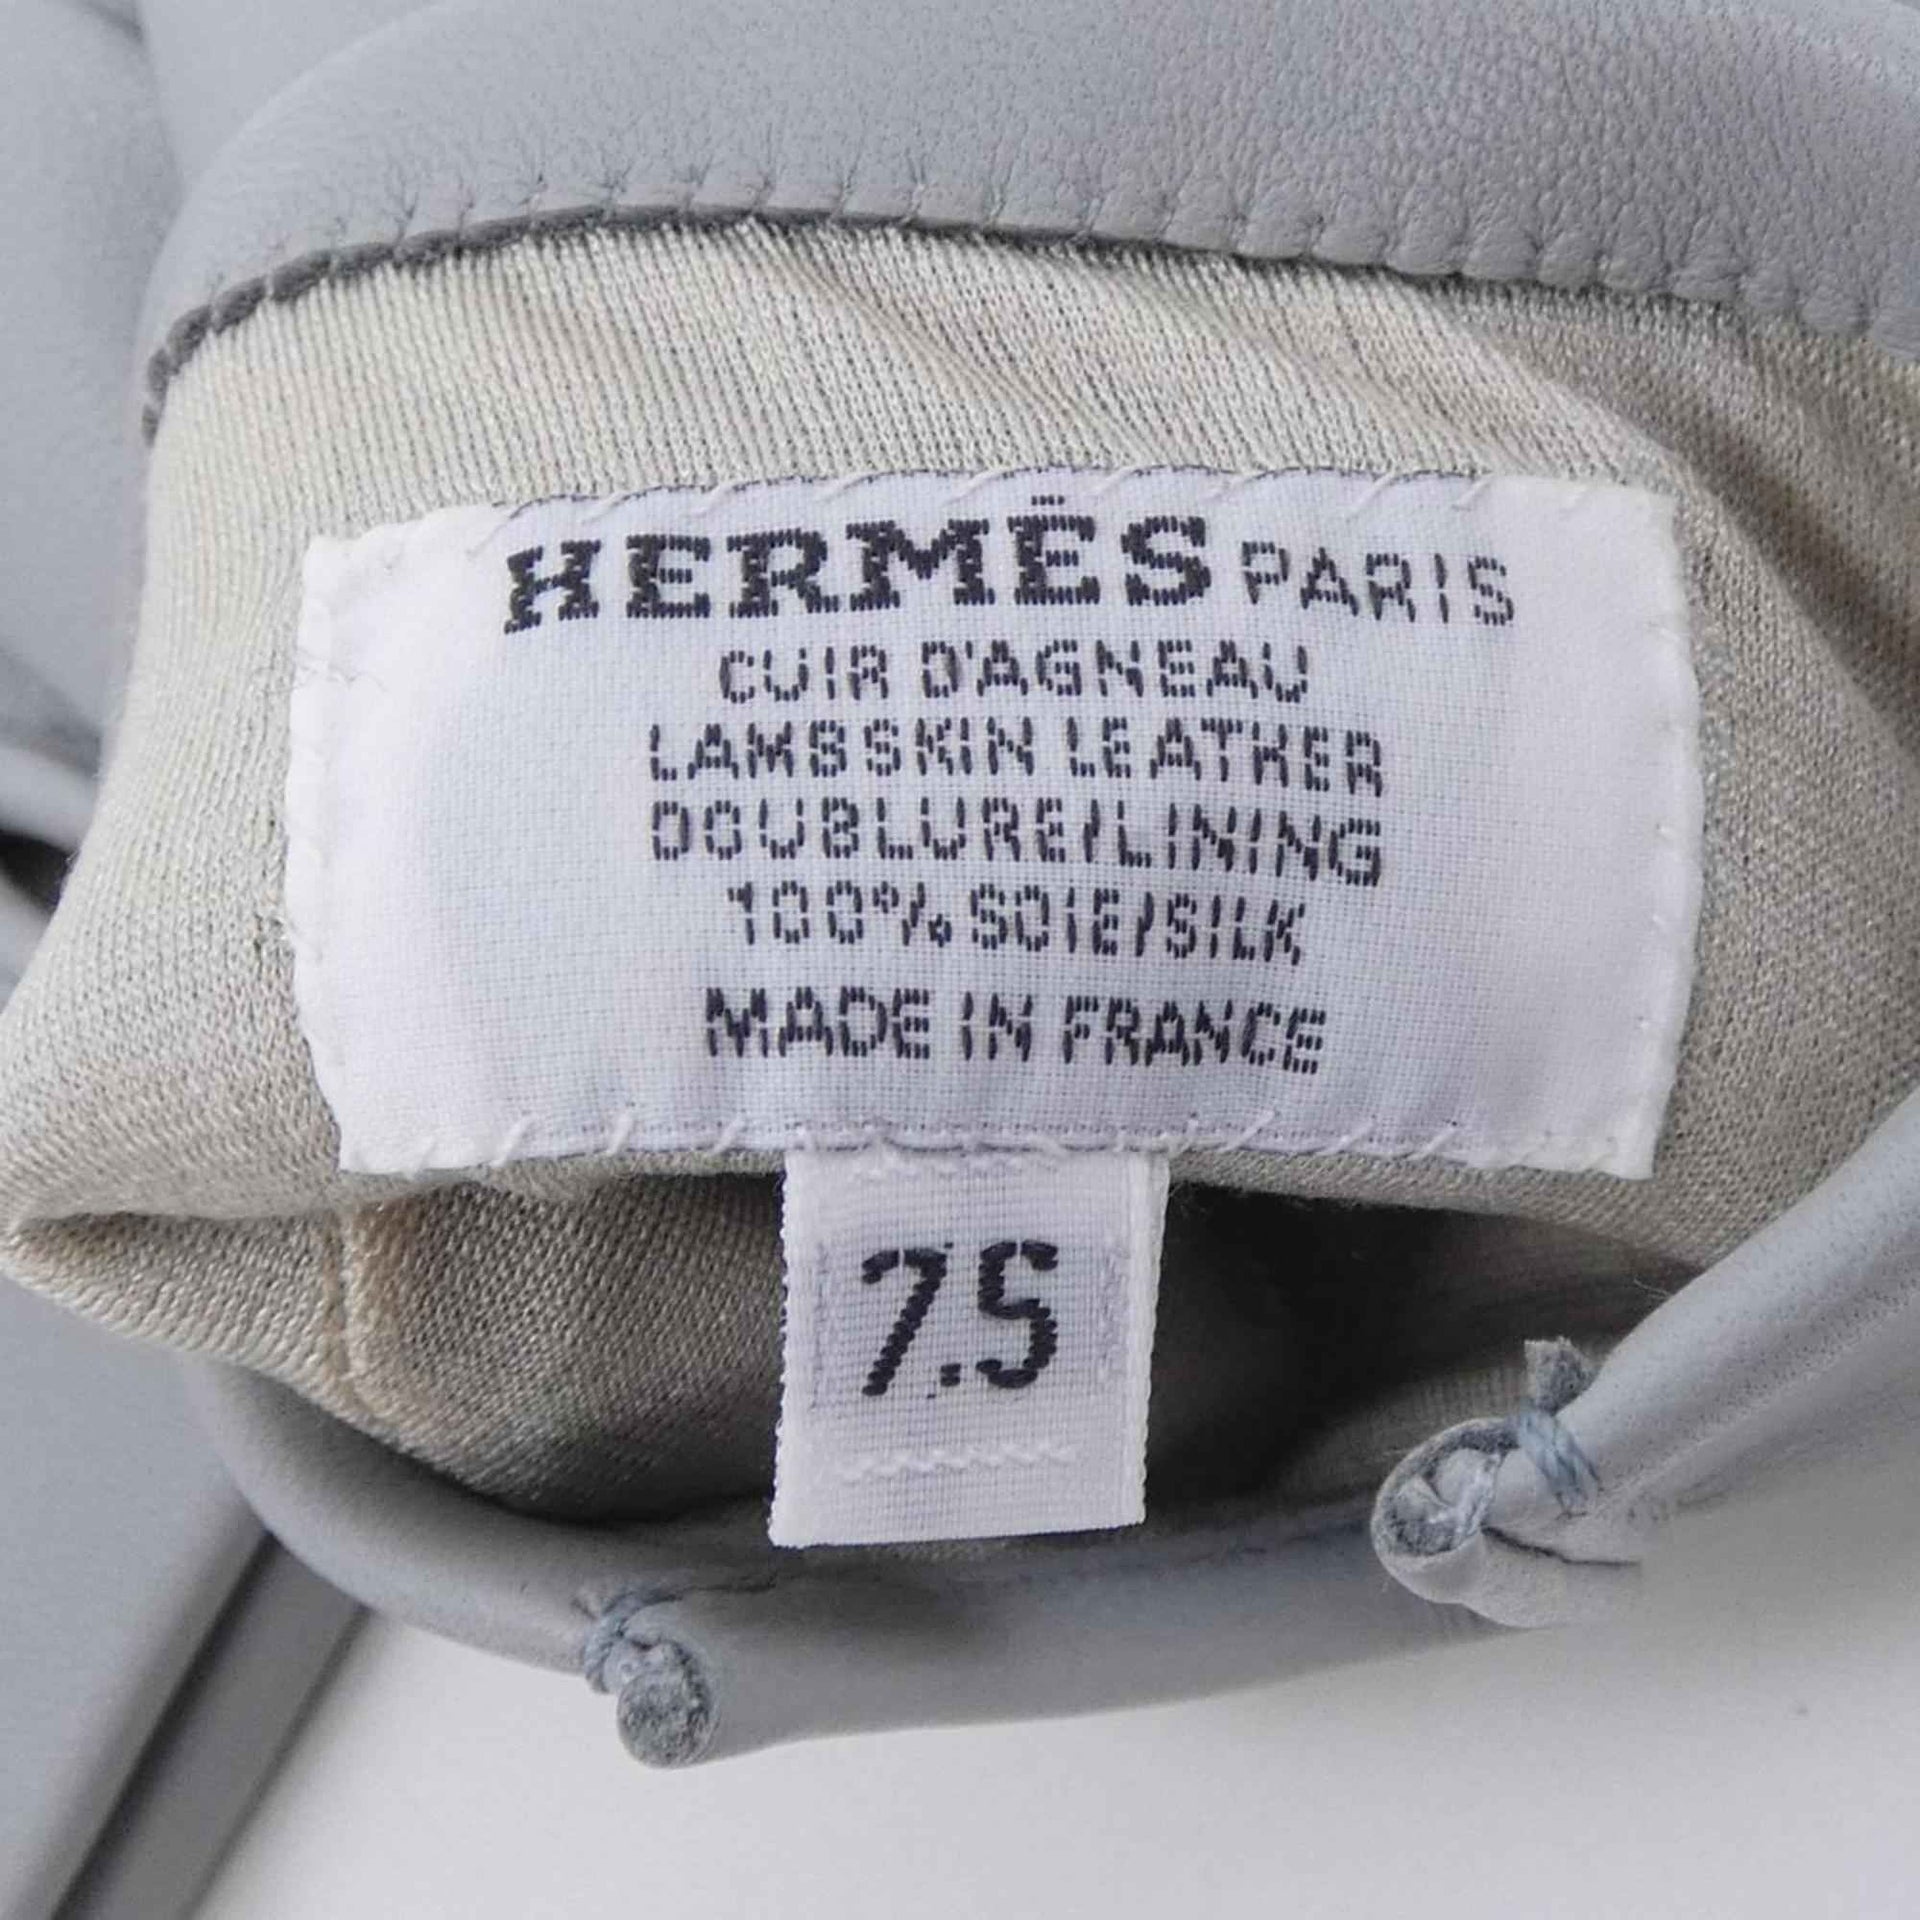 HERMÈS PARIS
CUIR D'AGNEAU
LAMBSKIN LEATHER
DOUBLURE/LINING
100% SOIE/SILK
MADE IN FRANCE
7.5